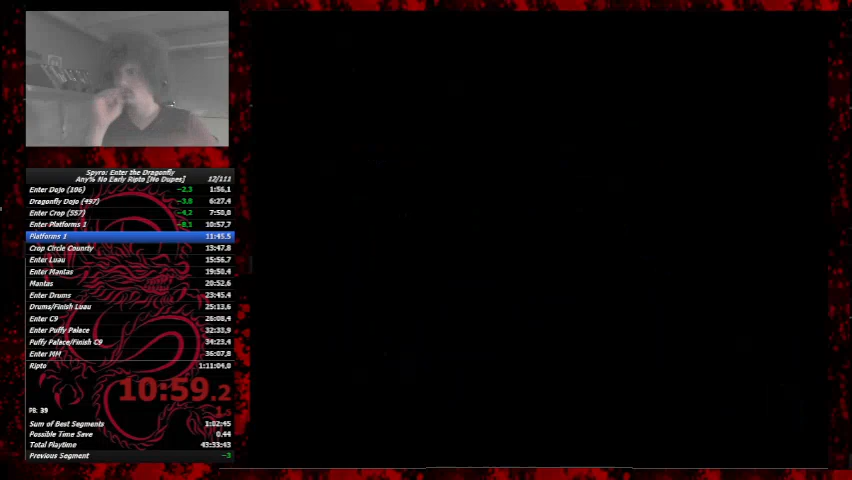 Spyro: Enter the Dragonfly
Any% No Early Ripto [No Dupes] 12/111
Enter Dojo (106) -2.3 1:56,1
Dragonfly Dojo (497) -3.8 6:27.4
Enter Crop (557) -4.2 7:50,0
Enter Platforms 1 -8.1 10:57,7
Platforms 1 11:45.5
Crop Circle Counrty 13:47,8
Enter Luau 15:56,7
Enter Mantas 19:50.4
Mantas 20:52.6
Enter Drums 23:45.4
Drums/Finish Luau 25:13.6
Enter C9 26:08,4
Enter Puffy Palace 32:33,9
Puffy Palace/Finish C9 34:23,4
Enter MM 36:07,8
Ripto 1:11:04,0
10:59.2
PB: 39
Sum of Best Segments 1:02:45
Possible Time Save 0.44
Total Playtime 43:33:43
Previous Segment -3